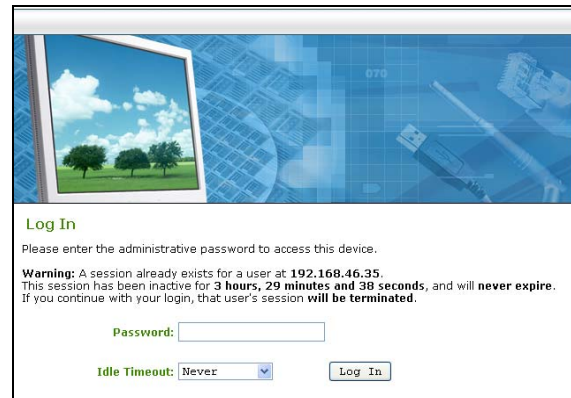 070
Log In
Please enter the administrative password to access this device.
Warning: A session already exists for a user at 192.168.46.35.
This session has been inactive for 3 hours, 29 minutes and 38 seconds, and will never expire.
If you continue with your login, that user's session will be terminated.
Password:
Idle Timeout: Never Log In